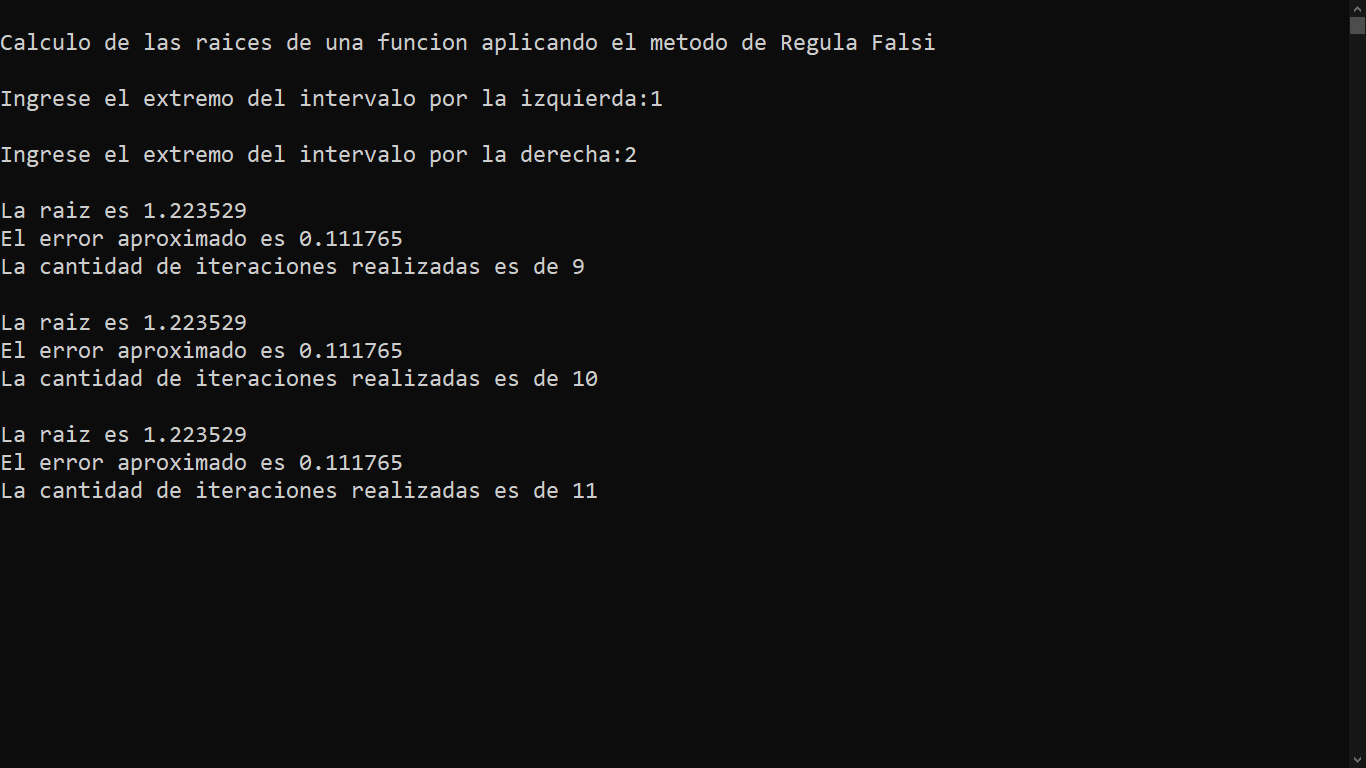 Calculo de las raices de una funcion aplicando el metodo de Regula Falsi
Ingrese el extremo del intervalo por la izquierda:1
Ingrese el extremo del intervalo por la derecha:2
La raiz es 1.223529
El error aproximado es 0.111765
La cantidad de iteraciones realizadas es de 9
La raiz es 1.223529
El error aproximado es 0.111765
La cantidad de iteraciones realizadas es de 10
La raiz es 1.223529
El error aproximado es 0.111765
La cantidad de iteraciones realizadas es de 11